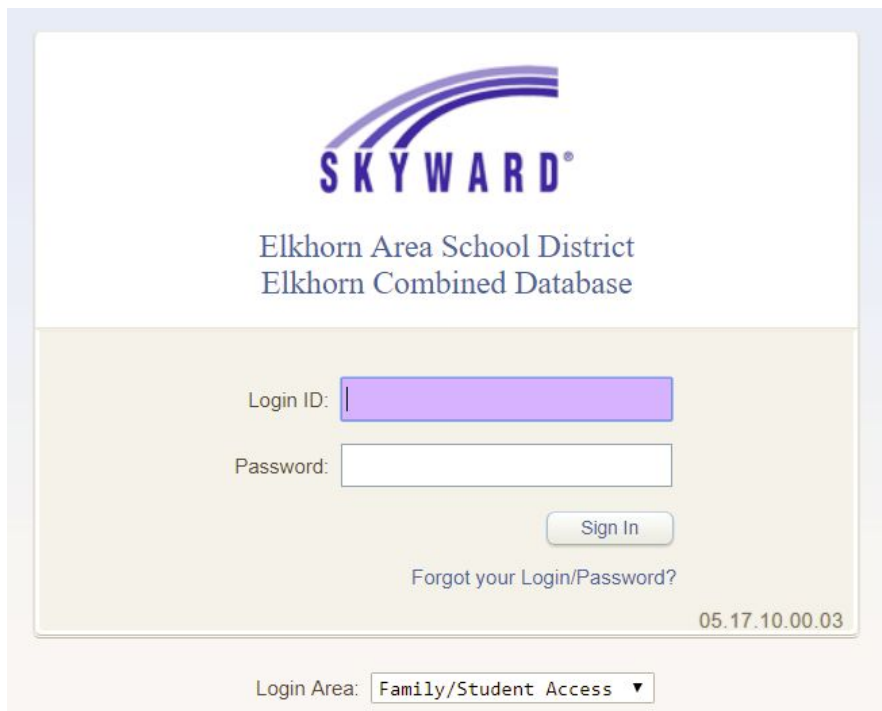 SKYWARD®
Elkhorn Area School District
Elkhorn Combined Database
Login ID:
Password:
Sign In
Forgot your Login/Password?
05.17.10.00.03
Login Area: Family/Student Access ▼